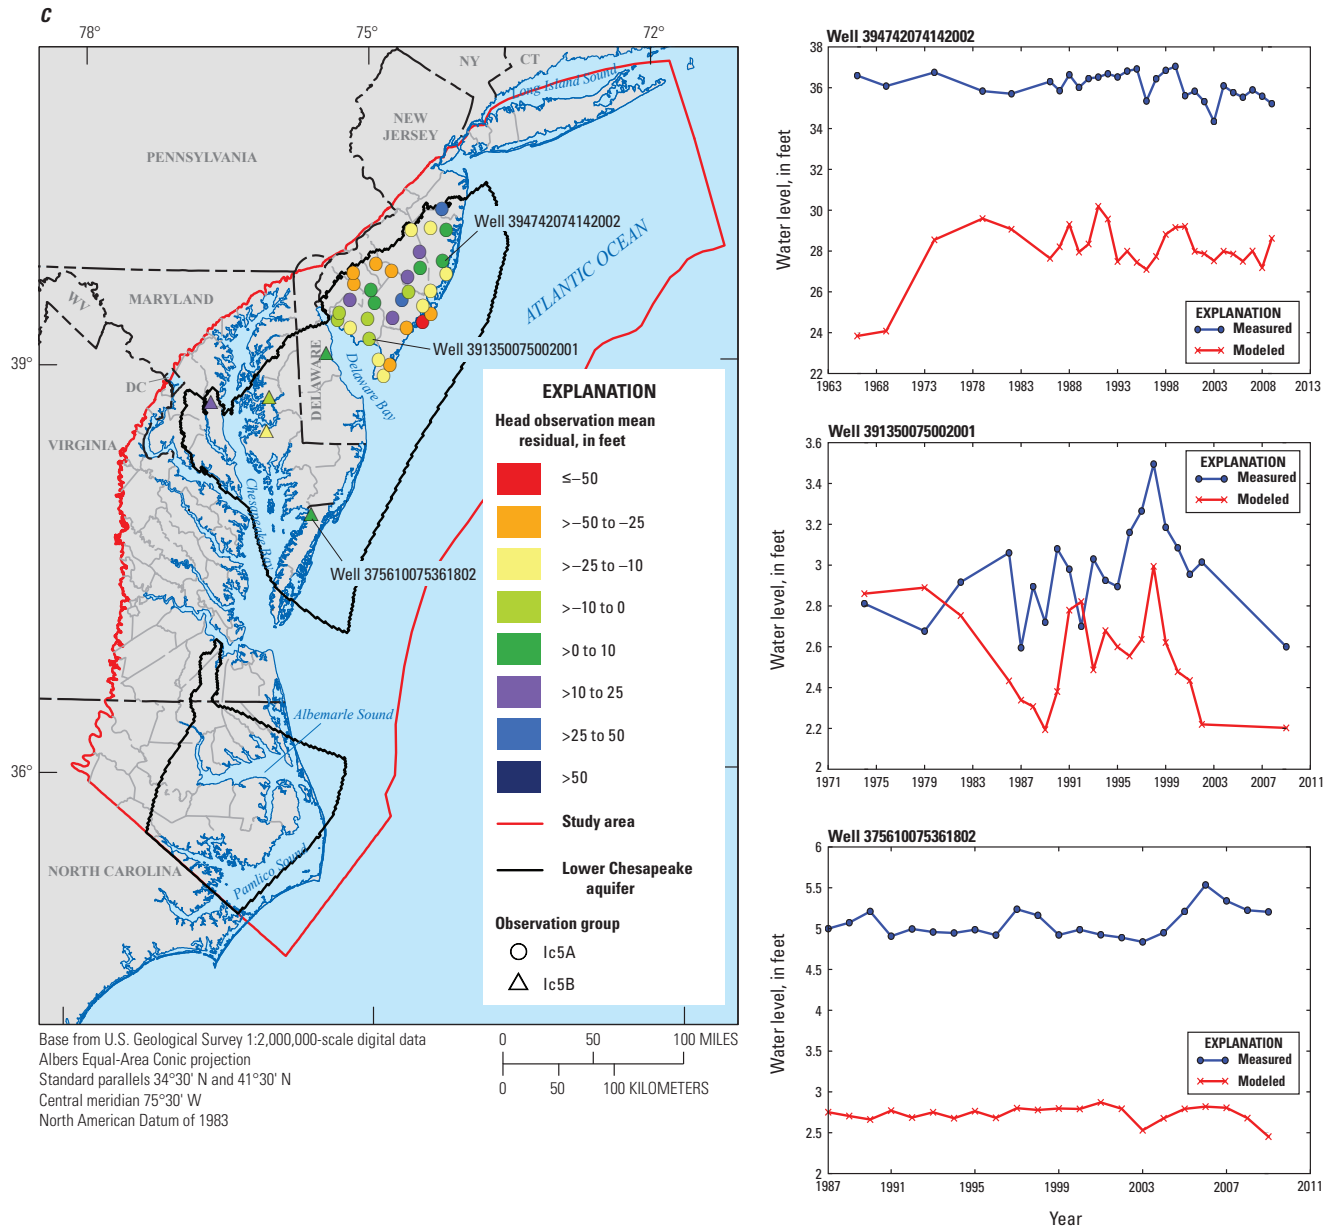 C
78°
75°
72°
NY
CT
Long Island Sound
NEW
JERSEY
PENNSYLVANIA
Well 394742074142002
ATLANTIC OCEAN
WV
MARYLAND
39°
DELAWARE
Well 391350075002001
Delaware Bay
DC
VIRGINIA
Chesapeake Bay
Well 375610075361802
Albemarle Sound
36°
NORTH CAROLINA
Pamlico Sound
EXPLANATION
Head observation mean
residual, in feet
≤−50
>−50 to −25
>−25 to −10
>−10 to 0
>0 to 10
>10 to 25
>25 to 50
>50
Study area
Lower Chesapeake
aquifer
Observation group
Ic5A
Ic5B
Base from U.S. Geological Survey 1:2,000,000-scale digital data
Albers Equal-Area Conic projection
Standard parallels 34°30' N and 41°30' N
Central meridian 75°30' W
North American Datum of 1983
0 50 100 MILES
0 50 100 KILOMETERS
Well 394742074142002
Water level, in feet
38
36
34
32
30
28
26
24
22
EXPLANATION
Measured
Modeled
1963 1968 1973 1978 1983 1988 1993 1998 2003 2008 2013
Well 391350075002001
Water level, in feet
3.6
3.4
3.2
3
2.8
2.6
2.4
2.2
2
EXPLANATION
Measured
Modeled
1971 1975 1979 1983 1987 1991 1995 1999 2003 2007 2011
Well 375610075361802
Water level, in feet
6
5.5
5
4.5
4
3.5
3
2.5
2
EXPLANATION
Measured
Modeled
1987 1991 1995 1999 2003 2007 2011
Year